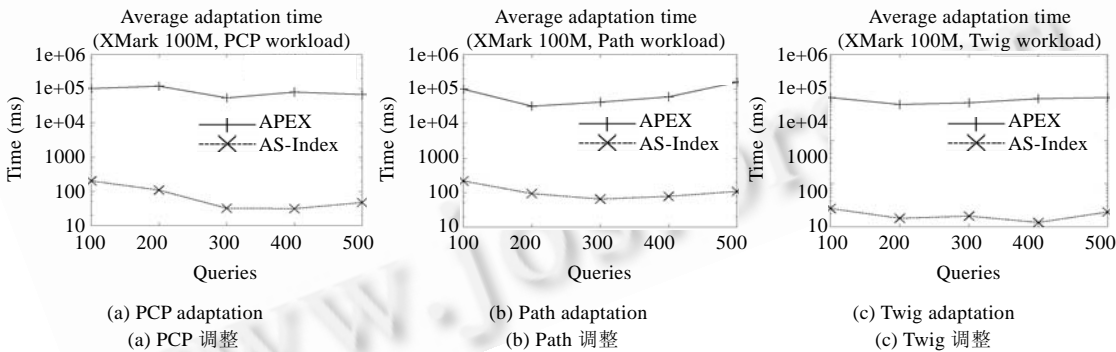 Average adaptation time
(XMark 100M, PCP workload)
1e+06
1e+05
1e+04
1000
100
10
Time (ms)
APEX
AS-Index
100 200 300 400 500
Queries
(a) PCP adaptation
(a) PCP 调整
Average adaptation time
(XMark 100M, Path workload)
1e+06
1e+05
1e+04
1000
100
10
Time (ms)
APEX
AS-Index
100 200 300 400 500
Queries
(b) Path adaptation
(b) Path 调整
Average adaptation time
(XMark 100M, Twig workload)
1e+06
1e+05
1e+04
1000
100
10
Time (ms)
APEX
AS-Index
100 200 300 400 500
Queries
(c) Twig adaptation
(c) Twig 调整